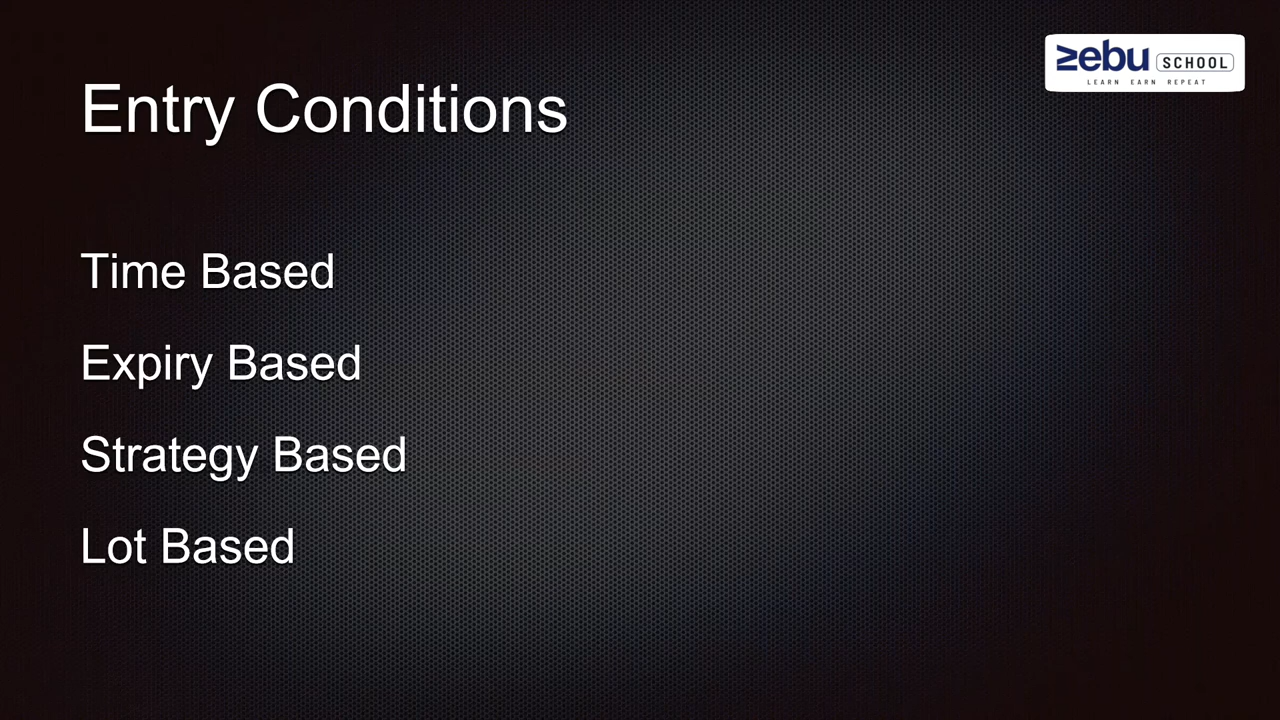 zebu SCHOOL
LEARN EARN REPEAT
Entry Conditions
Time Based
Expiry Based
Strategy Based
Lot Based